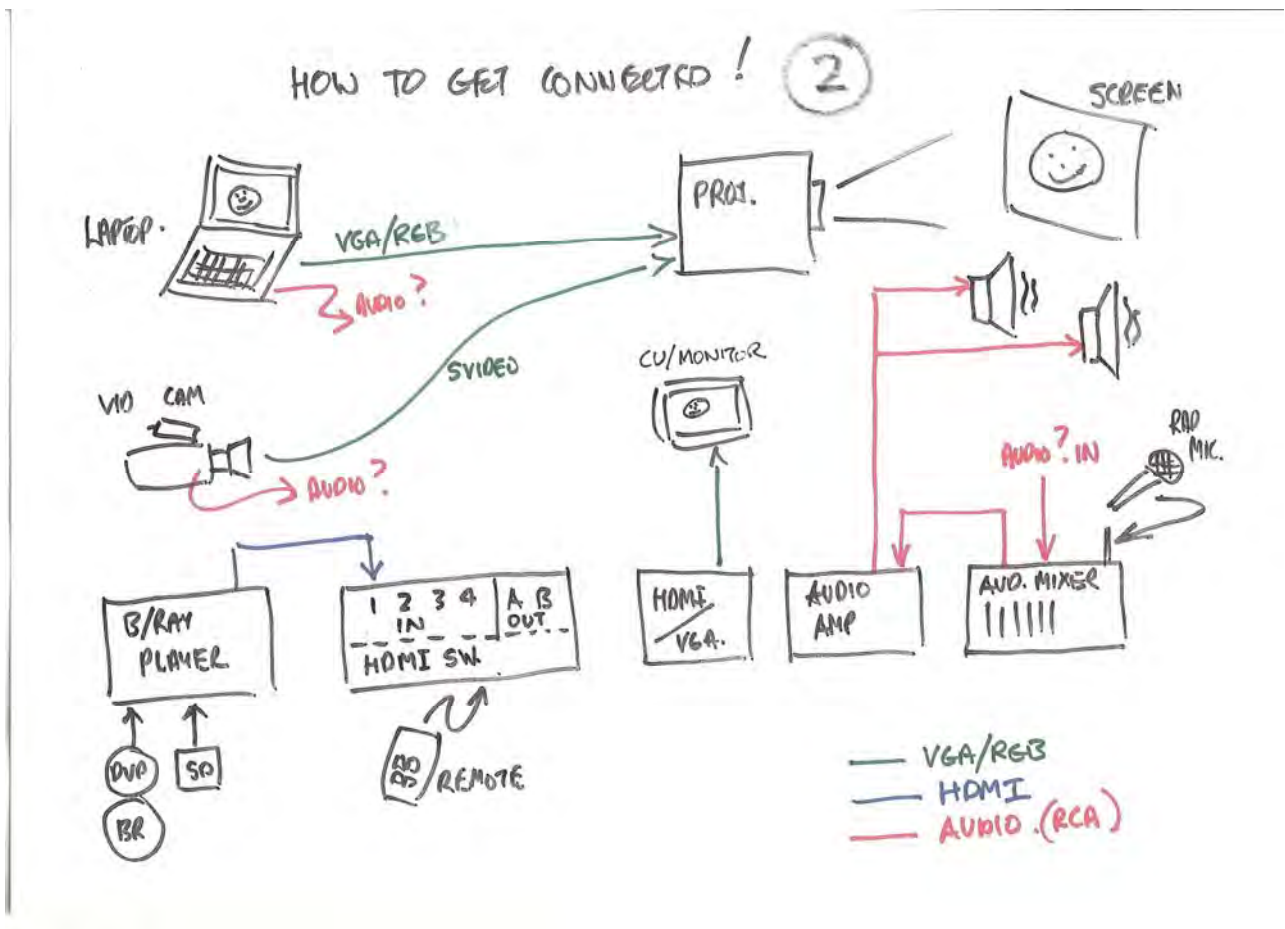 HOW TO GET CONNECTED! 2
SCREEN
PROJ.
LAPTOP.
VGA/RGB
AUDIO?
SVIDEO
CU/MONITOR
VID CAM
AUDIO?
RAD
MIC.
AUDIO? IN
B/RAY
PLAYER
1 2 3 4
IN
A B
OUT
HDMI SW.
HDMI
/
VGA.
AUDIO
AMP
AUD. MIXER
DVD
SD
BR
REMOTE
VGA/RGB
HDMI
AUDIO.(RCA)